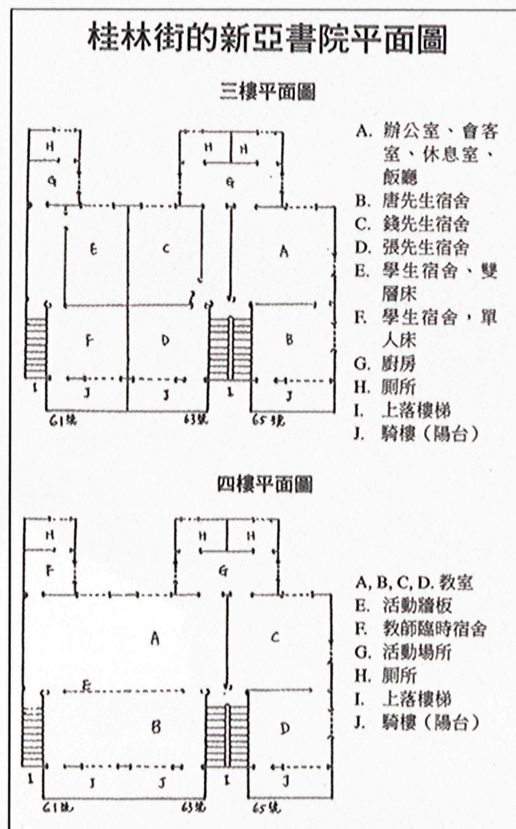 桂林街的新亞書院平面圖
三樓平面圖
H
H H
G
G
E
C
A
F
D
B
I
J
J
I
J
61號
63號
65號
A. 辦公室、會客
室、休息室、
飯廳
B. 唐先生宿舍
C. 錢先生宿舍
D. 張先生宿舍
E. 學生宿舍、雙
層床
F. 學生宿舍，單
人床
G. 廚房
H. 厠所
I. 上落樓梯
J. 騎樓（陽台）
四樓平面圖
H
H H
F
G
A
C
E
B
D
I
J
J
I
J
61號
63號
65號
A, B, C, D. 教室
E. 活動牆板
F. 教師臨時宿舍
G. 活動場所
H. 厠所
I. 上落樓梯
J. 騎樓（陽台）